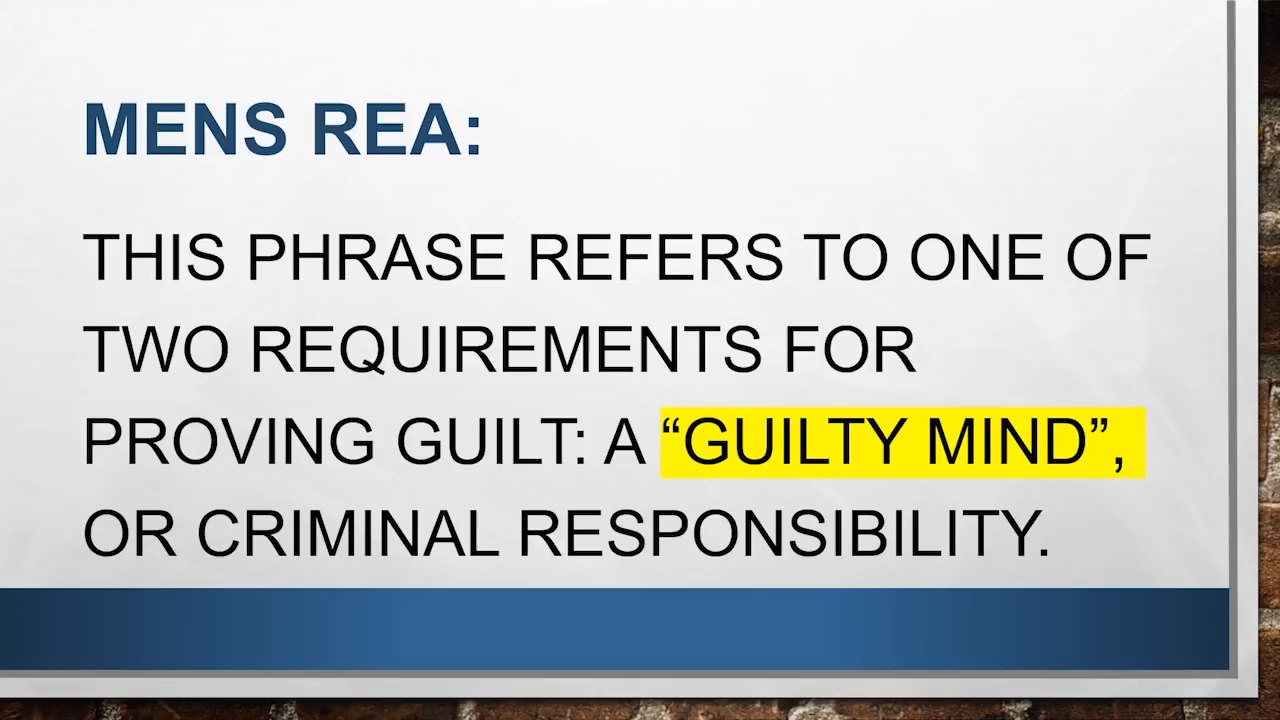 MENS REA:
THIS PHRASE REFERS TO ONE OF
TWO REQUIREMENTS FOR
PROVING GUILT: A “GUILTY MIND”,
OR CRIMINAL RESPONSIBILITY.